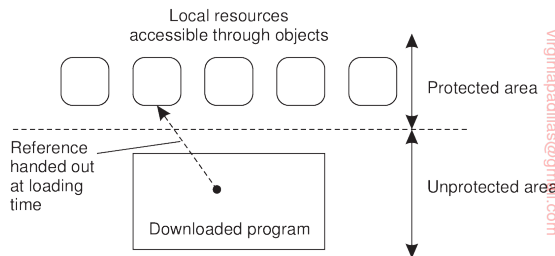 Local resources
accessible through objects
Protected area
Reference
handed out
at loading
time
Unprotected area
Downloaded program